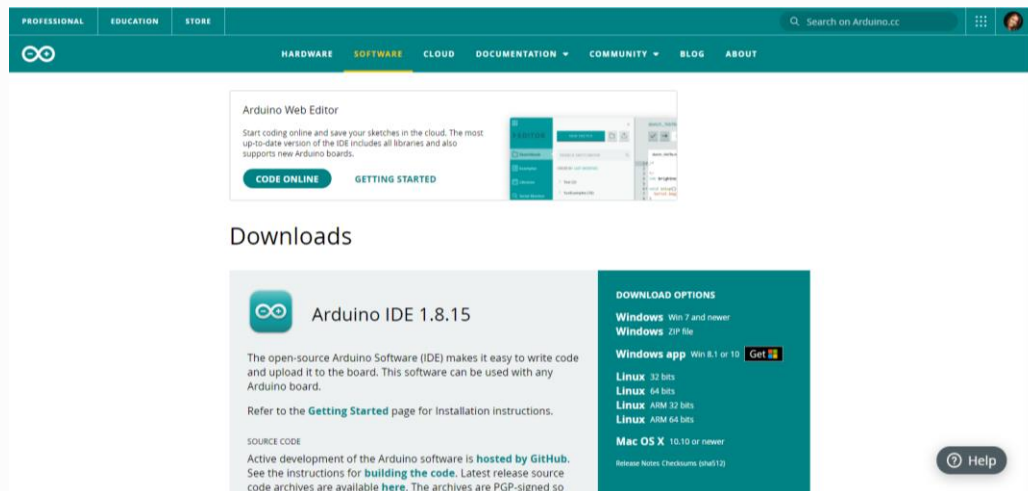 PROFESSIONAL EDUCATION STORE
Search on Arduino.cc
HARDWARE SOFTWARE CLOUD DOCUMENTATION COMMUNITY BLOG ABOUT
Arduino Web Editor
Start coding online and save your sketches in the cloud. The most
up-to-date version of the IDE includes all libraries and also
supports new Arduino boards.
CODE ONLINE GETTING STARTED
Downloads
Arduino IDE 1.8.15
The open-source Arduino Software (IDE) makes it easy to write code
and upload it to the board. This software can be used with any
Arduino board.
Refer to the Getting Started page for Installation instructions.
SOURCE CODE
Active development of the Arduino software is hosted by GitHub.
See the instructions for building the code. Latest release source
code archives are available here. The archives are PGP-signed so
DOWNLOAD OPTIONS
Windows Win 7 and newer
Windows ZIP file
Windows app Win 8.1 or 10 Get
Linux 32 bits
Linux 64 bits
Linux ARM 32 bits
Linux ARM 64 bits
Mac OS X 10.10 or newer
Release Notes Checksums (sha512)
Help